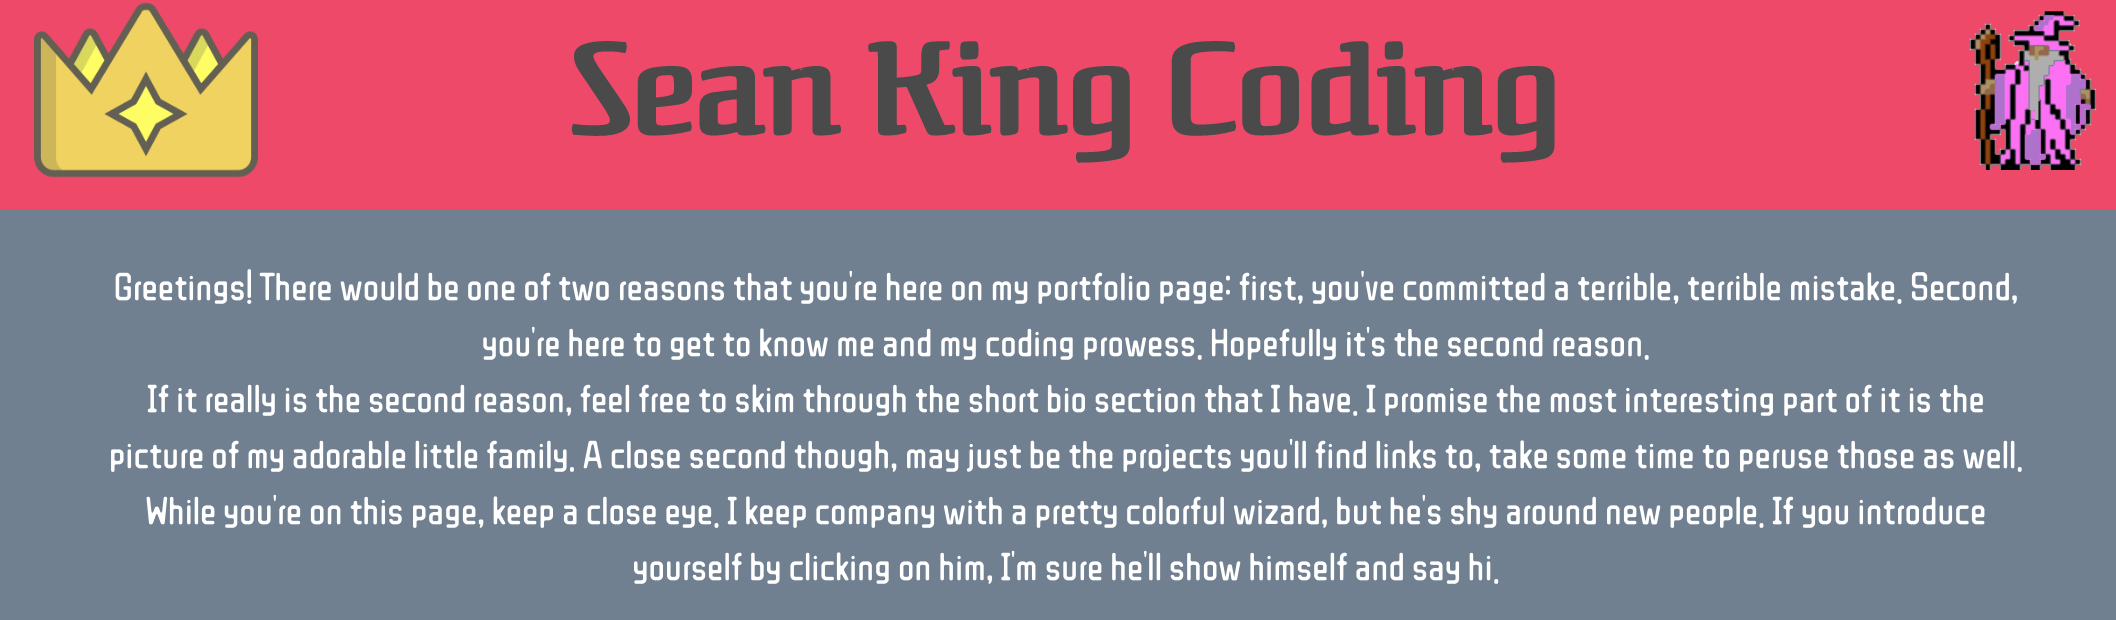 Sean King Coding
Greetings! There would be one of two reasons that you're here on my portfolio page: first, you've committed a terrible, terrible mistake. Second,
you're here to get to know me and my coding prowess. Hopefully it's the second reason.
If it really is the second reason, feel free to skim through the short bio section that I have. I promise the most interesting part of it is the
picture of my adorable little family. A close second though, may just be the projects you'll find links to, take some time to peruse those as well.
While you're on this page, keep a close eye. I keep company with a pretty colorful wizard, but he's shy around new people. If you introduce
yourself by clicking on him, I'm sure he'll show himself and say hi.